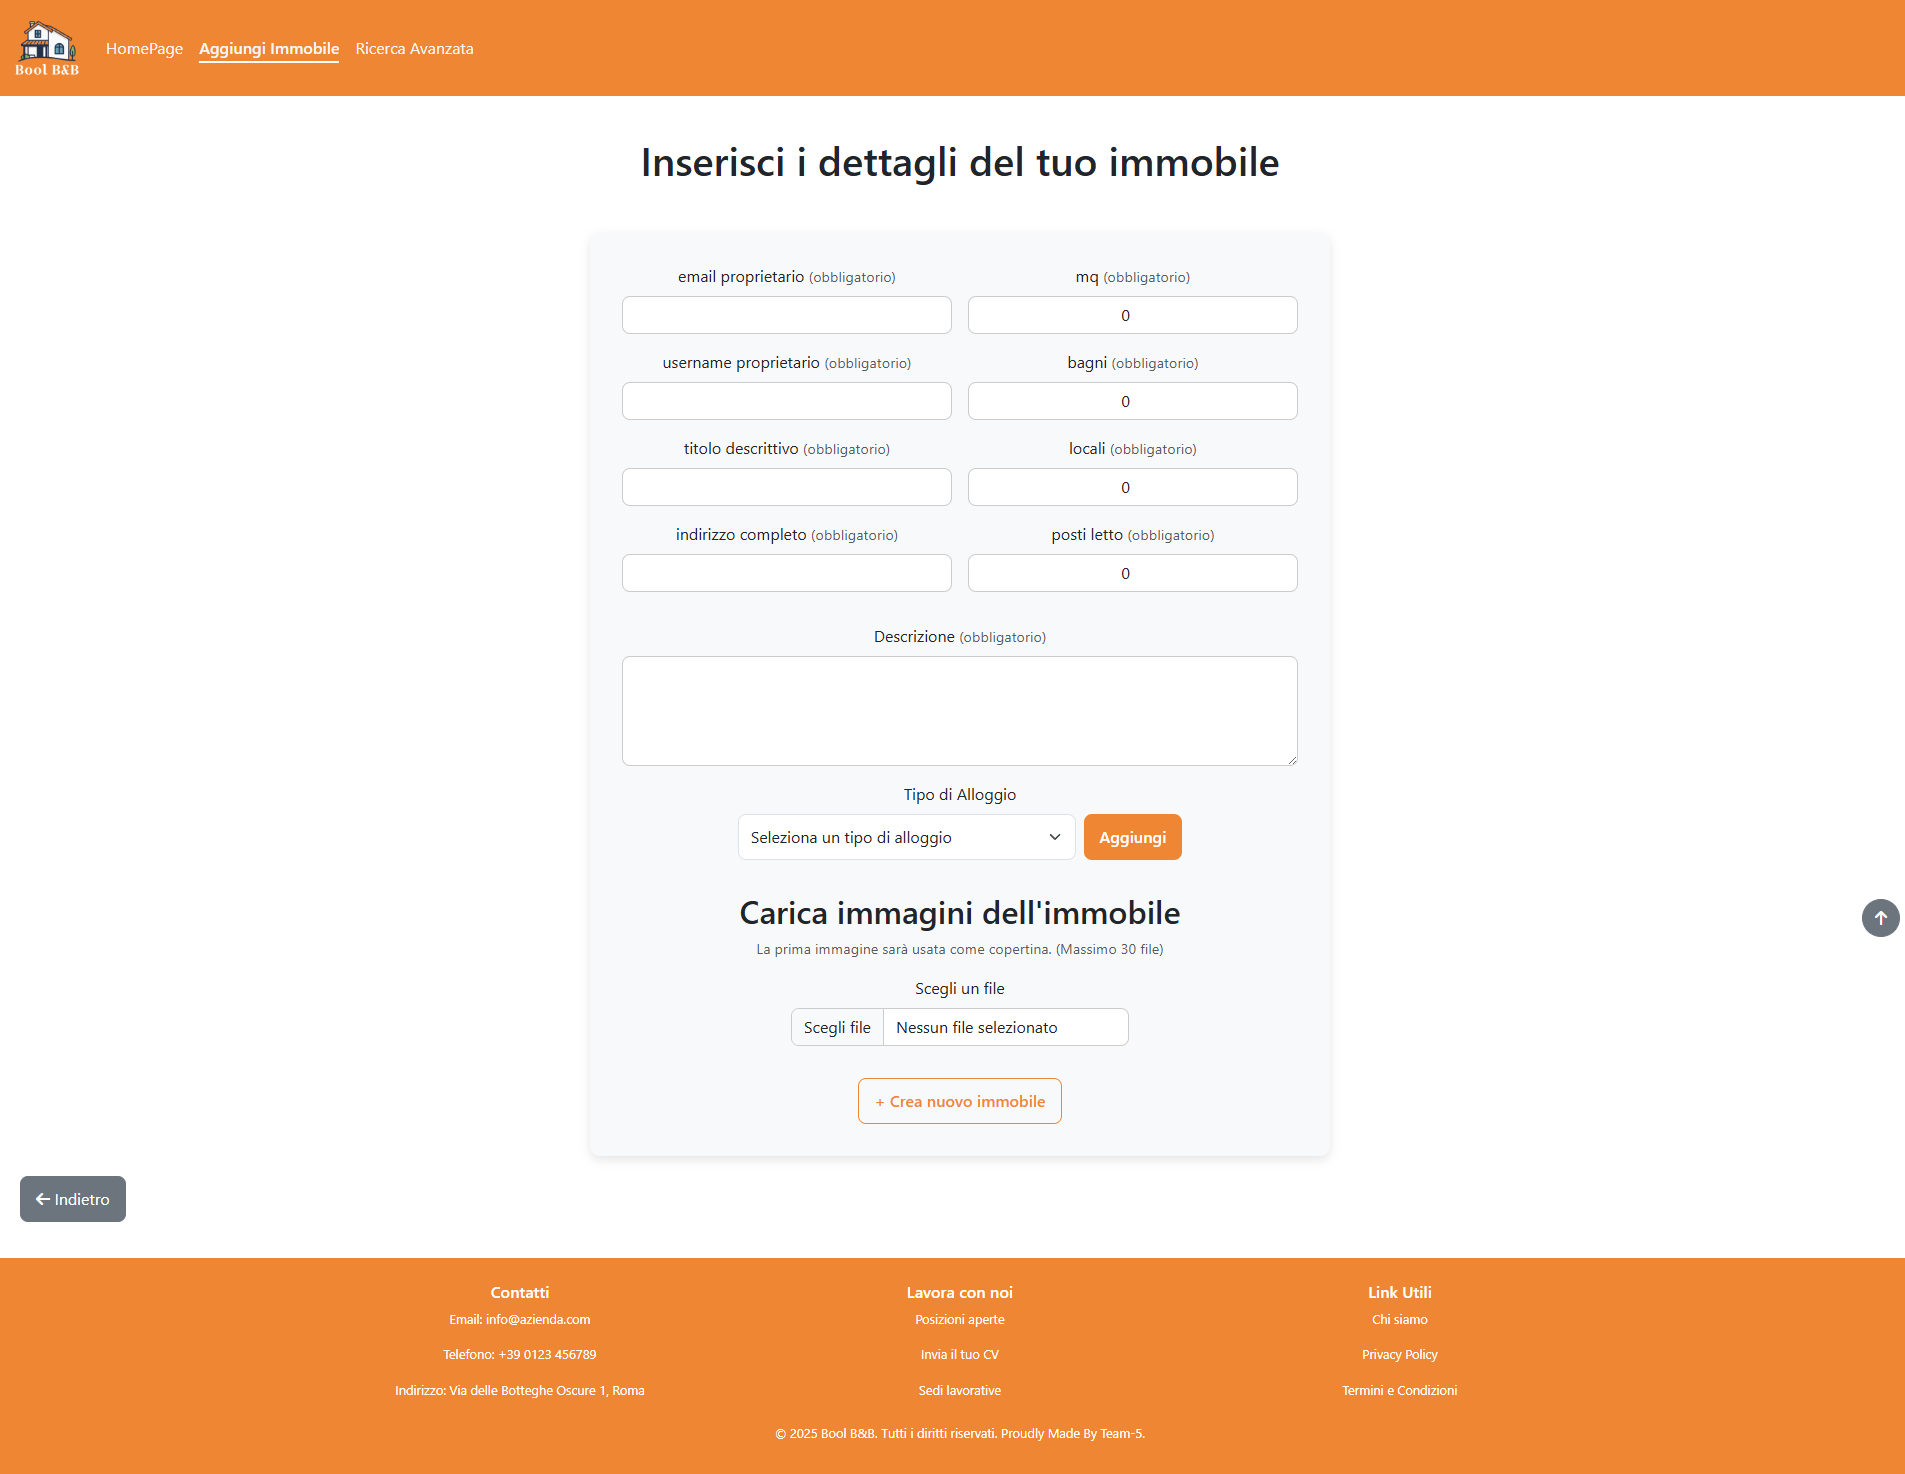 Bool B&B
HomePage
Aggiungi Immobile
Ricerca Avanzata
Inserisci i dettagli del tuo immobile
email proprietario (obbligatorio)
mq (obbligatorio)
0
username proprietario (obbligatorio)
bagni (obbligatorio)
0
titolo descrittivo (obbligatorio)
locali (obbligatorio)
0
indirizzo completo (obbligatorio)
posti letto (obbligatorio)
0
Descrizione (obbligatorio)
Tipo di Alloggio
Seleziona un tipo di alloggio
Aggiungi
Carica immagini dell'immobile
La prima immagine sarà usata come copertina. (Massimo 30 file)
Scegli un file
Scegli file
Nessun file selezionato
+ Crea nuovo immobile
Indietro
Contatti
Email: info@azienda.com
Telefono: +39 0123 456789
Indirizzo: Via delle Botteghe Oscure 1, Roma
Lavora con noi
Posizioni aperte
Invia il tuo CV
Sedi lavorative
Link Utili
Chi siamo
Privacy Policy
Termini e Condizioni
© 2025 Bool B&B. Tutti i diritti riservati. Proudly Made By Team-5.